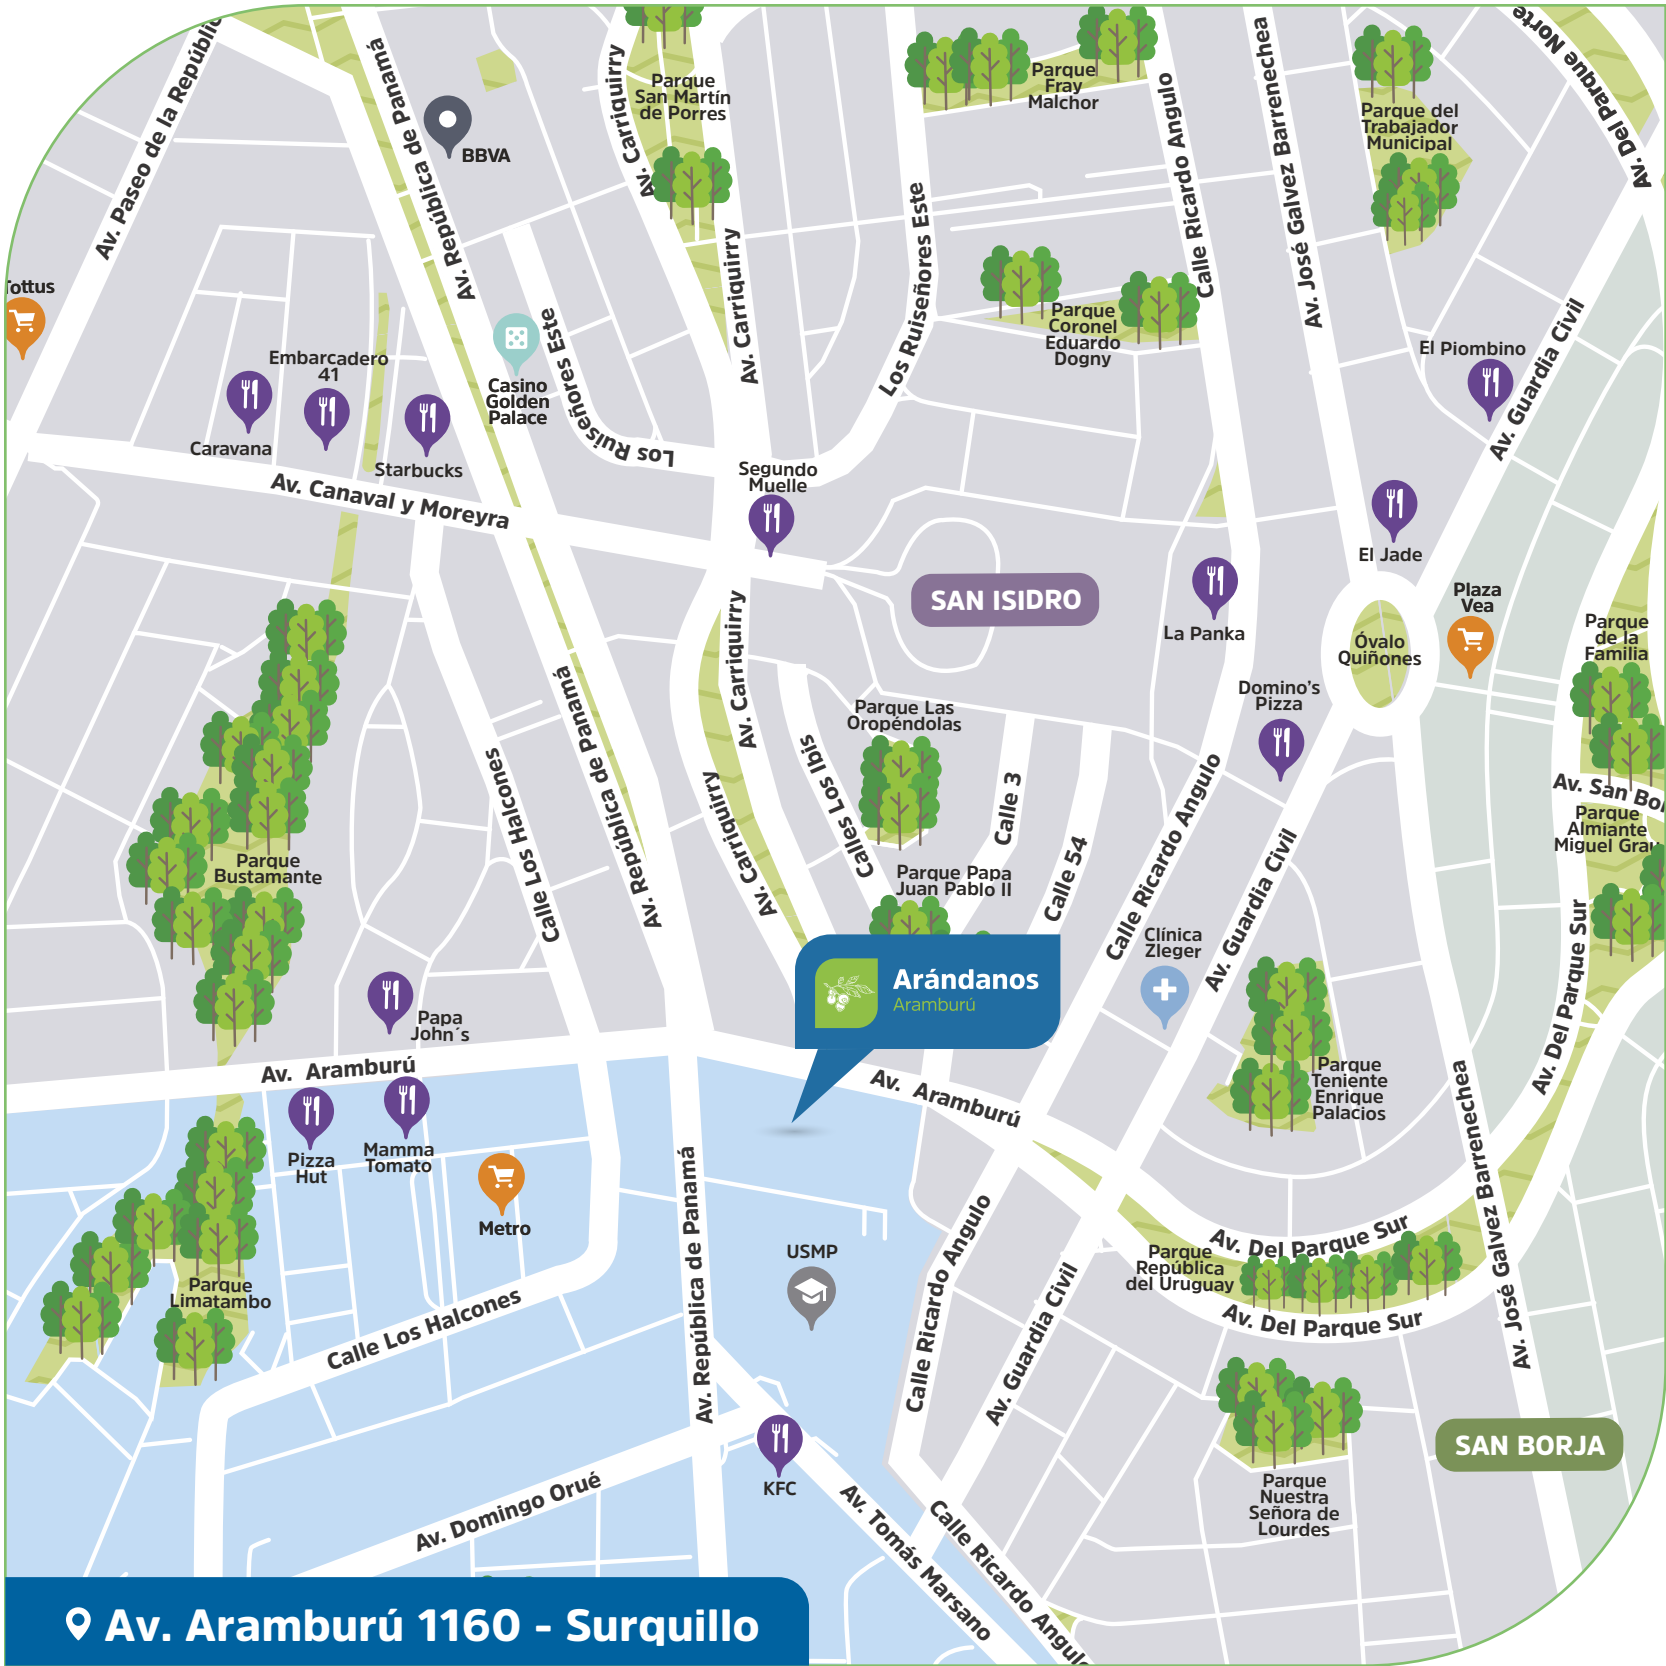 Av. Paseo de la Repúblic
Av. República de Panamá
Av. República de Panamá
BBVA
Av. Carriquirry
Av. Carriquirry
Parque
San Martín
de Porres
Parque
Fray
Malchor
Calle Ricardo Angulo
Av. José Galvez Barrenechea
Parque del
Trabajador
Municipal
Av. Del Parque Norte
Tottus
Embarcadero
41
Caravana
Starbucks
Casino
Golden
Palace
Los Ruiseñores Este
Los Ruiseñores Este
Parque
Coronel
Eduardo
Dogny
El Piombino
Av. Guardia Civil
Av. Canaval y Moreyra
Segundo
Muelle
El Jade
SAN ISIDRO
La Panka
Óvalo
Quiñones
Plaza
Vea
Parque
de la
Familia
Av. Carriquirry
Domino's
Pizza
Parque Las
Oropéndolas
Calle Los Halcones
Av. República de Panamá
Av. Carriquirry
Calles Los Ibis
Calle 3
Calle 54
Calle Ricardo Angulo
Av. Guardia Civil
Av. San Bor
Parque
Almiante
Miguel Grau
Parque
Bustamante
Parque Papa
Juan Pablo II
Clínica
Zleger
Av. Del Parque Sur
Arándanos
Aramburú
Papa
John´s
Av. Aramburú
Av. Aramburú
Parque
Teniente
Enrique
Palacios
Pizza
Hut
Mamma
Tomato
Metro
USMP
Av. República de Panamá
Calle Ricardo Angulo
Av. Guardia Civil
Parque
República
del Uruguay
Av. Del Parque Sur
Av. Del Parque Sur
Av. José Galvez Barrenechea
Parque
Limatambo
Calle Los Halcones
KFC
Av. Domingo Orué
Av. Tomás Marsano
Calle Ricardo Angulo
SAN BORJA
Parque
Nuestra
Señora de
Lourdes
Av. Aramburú 1160 - Surquillo